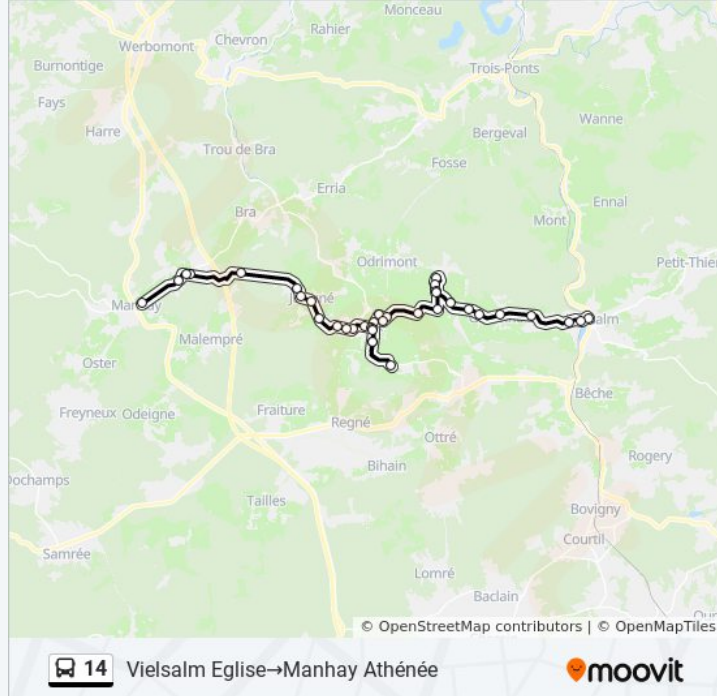 Monceau
Chevron
Rahier
Werbomont
Burnontige
Trois-Ponts
Fays
Wanne
Harre
Bergeval
Trou de Bra
Fosse
Erria
Ennal
Bra
Mont
Odrimont
Petit-Thier
Malempré
Oster
Bêche
Freyneux
Odeigne
Fraiture
Regné
Ottré
Rogery
Bihain
Dochamps
Tailles
Bovigny
Courtil
Samrée
Lomré
Baclain
© OpenStreetMap contributors | © OpenMapTiles
14 Vielsalm Eglise→Manhay Athénée
moovit